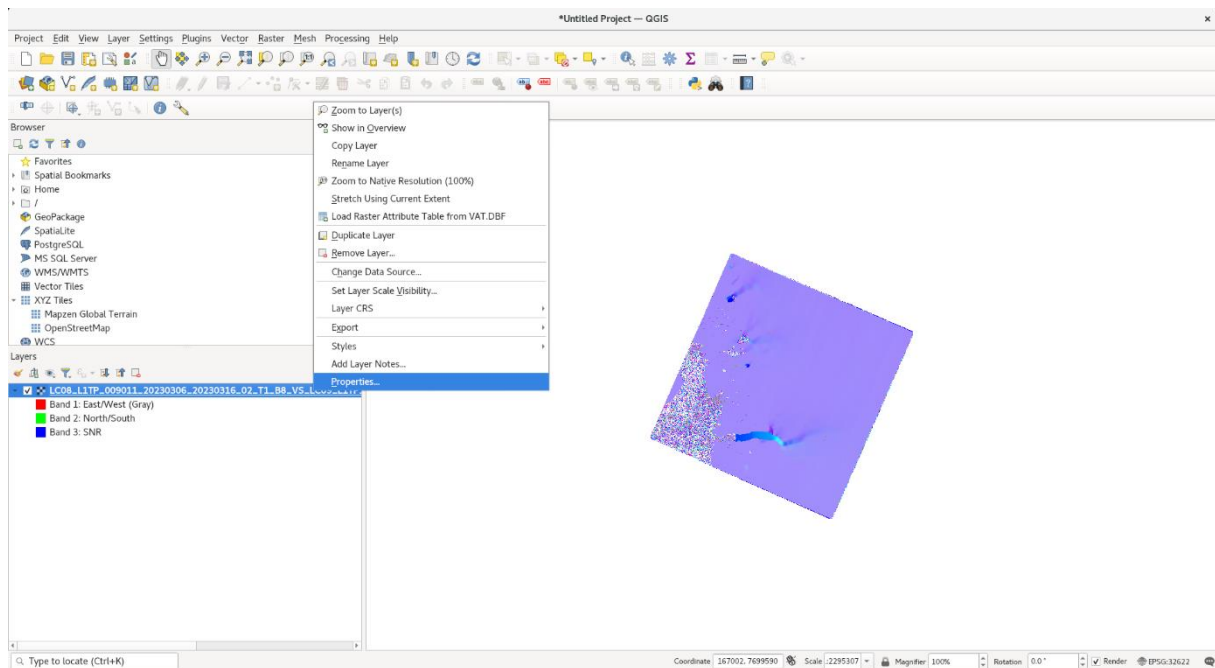 *Untitled Project — QGIS
Project Edit View Layer Settings Plugins Vector Raster Mesh Processing Help
Browser
Favorites
Spatial Bookmarks
Home
/
GeoPackage
SpatiaLite
PostgreSQL
MS SQL Server
WMS/WMTS
Vector Tiles
XYZ Tiles
Mapzen Global Terrain
OpenStreetMap
WCS
Layers
LC08_L1TP_009011_20230306_20230316_02_T1_B8_VS_LC09_L1TP
Band 1: East/West (Gray)
Band 2: North/South
Band 3: SNR
Zoom to Layer(s)
Show in Overview
Copy Layer
Rename Layer
Zoom to Native Resolution (100%)
Stretch Using Current Extent
Load Raster Attribute Table from VAT.DBF
Duplicate Layer
Remove Layer...
Change Data Source...
Set Layer Scale Visibility...
Layer CRS
Export
Styles
Add Layer Notes...
Properties...
Type to locate (Ctrl+K)
Coordinate 167002, 7699590 Scale :2295307 Magnifier 100% Rotation 0.0° Render EPSG:32622